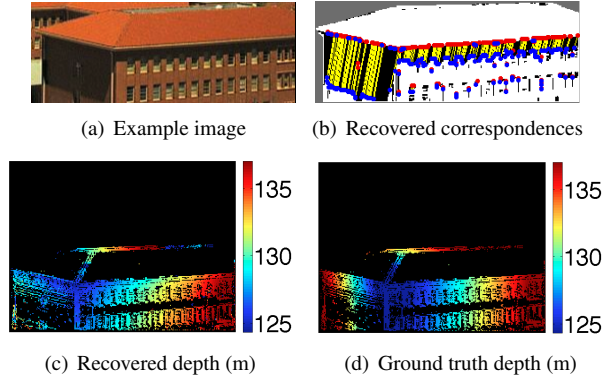 (a) Example image
(b) Recovered correspondences
135
130
125
135
130
125
(c) Recovered depth (m)
(d) Ground truth depth (m)